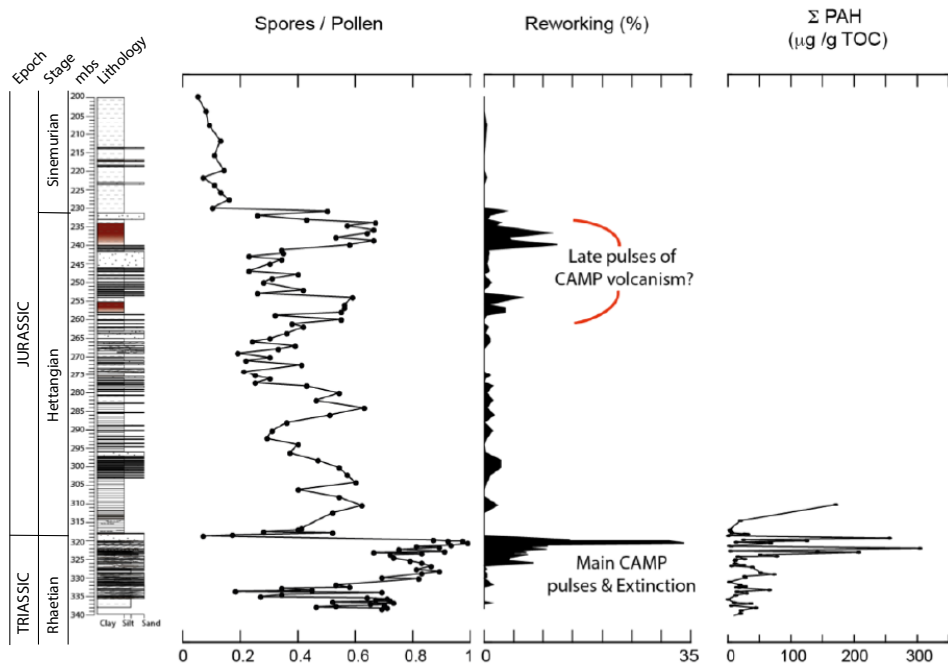 Spores / Pollen
Reworking (%)
Σ PAH
(μg /g TOC)
Epoch
Stage
mbs
Lithology
JURASSIC
TRIASSIC
Sinemurian
Hettangian
Rhaetian
200
205
210
215
220
225
230
235
240
245
250
255
260
265
270
275
280
285
290
295
300
305
310
315
320
325
330
335
340
Clay Silt Sand
Late pulses of
CAMP volcanism?
Main CAMP
pulses & Extinction
0 0.2 0.4 0.6 0.8 1
0 35
0 100 200 300